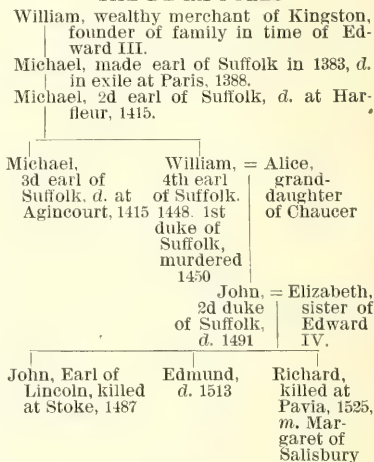 William, wealthy merchant of Kingston,
founder of family in time of Ed-
ward III.
Michael, made earl of Suffolk in 1383, d.
in exile at Paris, 1388.
Michael, 2d earl of Suffolk, d. at Har-
fleur, 1415.
Michael,
3d earl of
Suffolk, d. at
Agincourt, 1415
William, =
4th earl
of Suffolk.
1448. 1st
duke of
Suffolk,
murdered
1450
Alice,
grand-
daughter
of Chaucer
John, =
2d duke
of Suffolk,
d. 1491
Elizabeth,
sister of
Edward
IV.
John, Earl of
Lincoln, killed
at Stoke, 1487
Edmund,
d. 1513
Richard,
killed at
Pavia, 1525,
m. Mar-
garet of
Salisbury